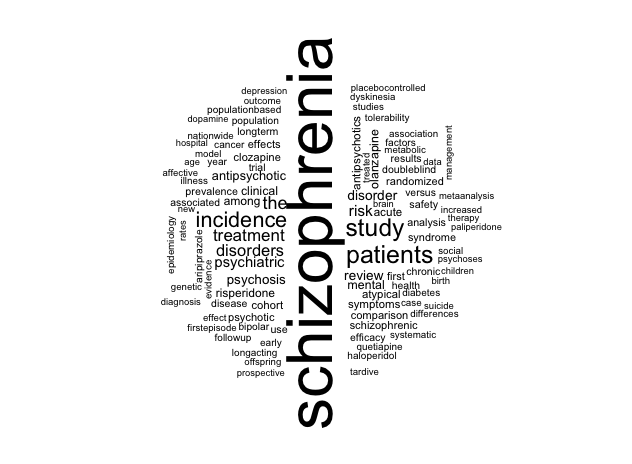 schizophrenia
depression
outcome
populationbased
dopamine population
nationwide longterm
hospital cancer effects
model
age year clozapine
trial
affective antipsychotic
illness
prevalence clinical
associated among the
new
incidence
epidemiology
rates
treatment
disorders
aripiprazole
evidence
psychiatric
psychosis
genetic
risperidone
diagnosis disease cohort
effect psychotic
firstepisode bipolar use
followup
early
longacting
offspring
prospective
placebocontrolled
dyskinesia
studies
tolerability
antipsychotics
treated
olanzapine
association
factors
metabolic
management
results data
doubleblind
randomized
disorder versus metaanalysis
brain
risk acute safety increased
therapy
study analysis paliperidone
syndrome
patients social
psychoses
review first chronic children
mental health birth
atypical diabetes
symptoms case suicide
comparison differences
schizophrenic
efficacy systematic
quetiapine
haloperidol
tardive